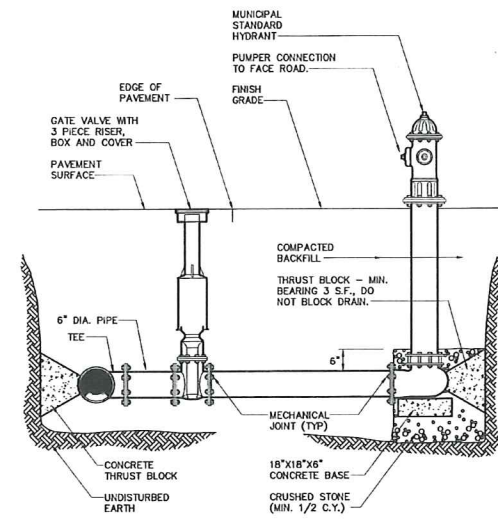 MUNICIPAL
STANDARD
HYDRANT
PUMPER CONNECTION
TO FACE ROAD.
EDGE OF
PAVEMENT
FINISH
GRADE
GATE VALVE WITH
3 PIECE RISER,
BOX AND COVER
PAVEMENT
SURFACE
COMPACTED
BACKFILL
THRUST BLOCK – MIN.
BEARING 3 S.F., DO
NOT BLOCK DRAIN.
6" DIA. PIPE
TEE
6"
MECHANICAL
JOINT (TYP)
CONCRETE
THRUST BLOCK
18"X18"X6"
CONCRETE BASE
UNDISTURBED
EARTH
CRUSHED STONE
(MIN. 1/2 C.Y.)